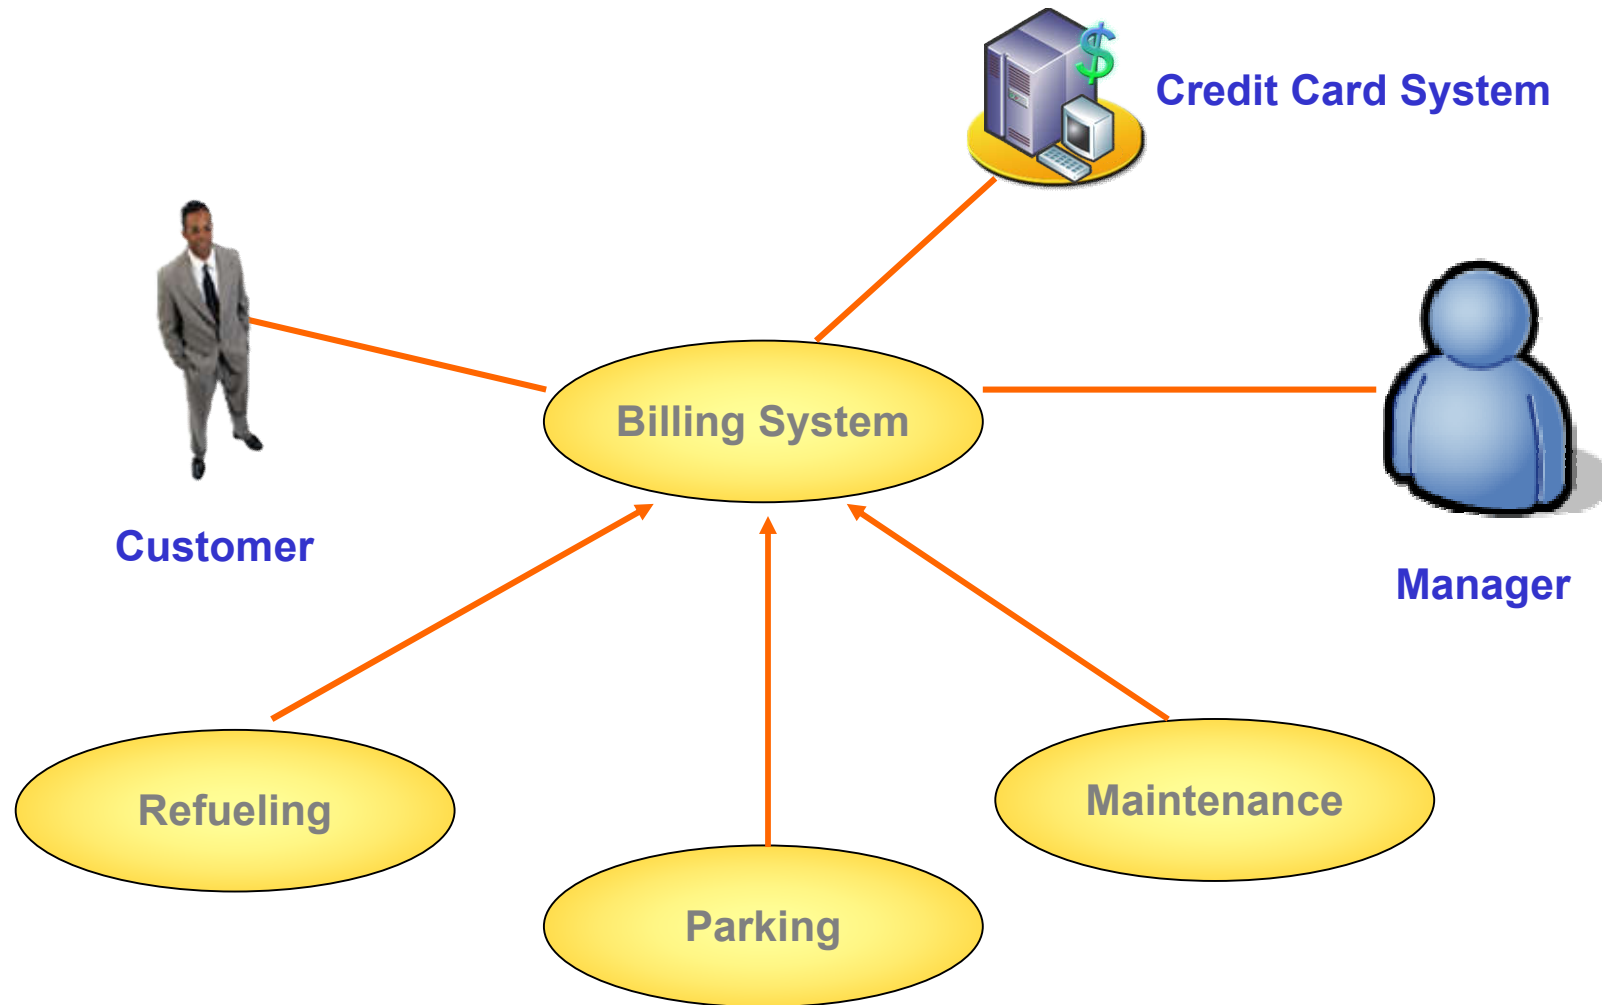 Credit Card System
Billing System
Customer
Manager
Refueling
Maintenance
Parking